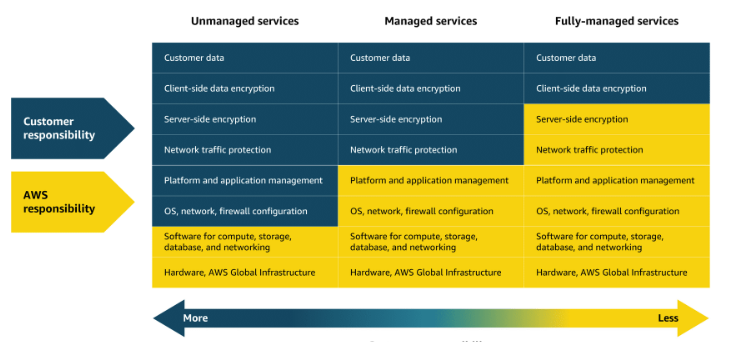 Unmanaged services
Managed services
Fully-managed services
Customer responsibility
AWS responsibility
Customer data
Customer data
Customer data
Client-side data encryption
Client-side data encryption
Client-side data encryption
Server-side encryption
Server-side encryption
Server-side encryption
Network traffic protection
Network traffic protection
Network traffic protection
Platform and application management
Platform and application management
Platform and application management
OS, network, firewall configuration
OS, network, firewall configuration
OS, network, firewall configuration
Software for compute, storage,
database, and networking
Software for compute, storage,
database, and networking
Software for compute, storage,
database, and networking
Hardware, AWS Global Infrastructure
Hardware, AWS Global Infrastructure
Hardware, AWS Global Infrastructure
More
Less